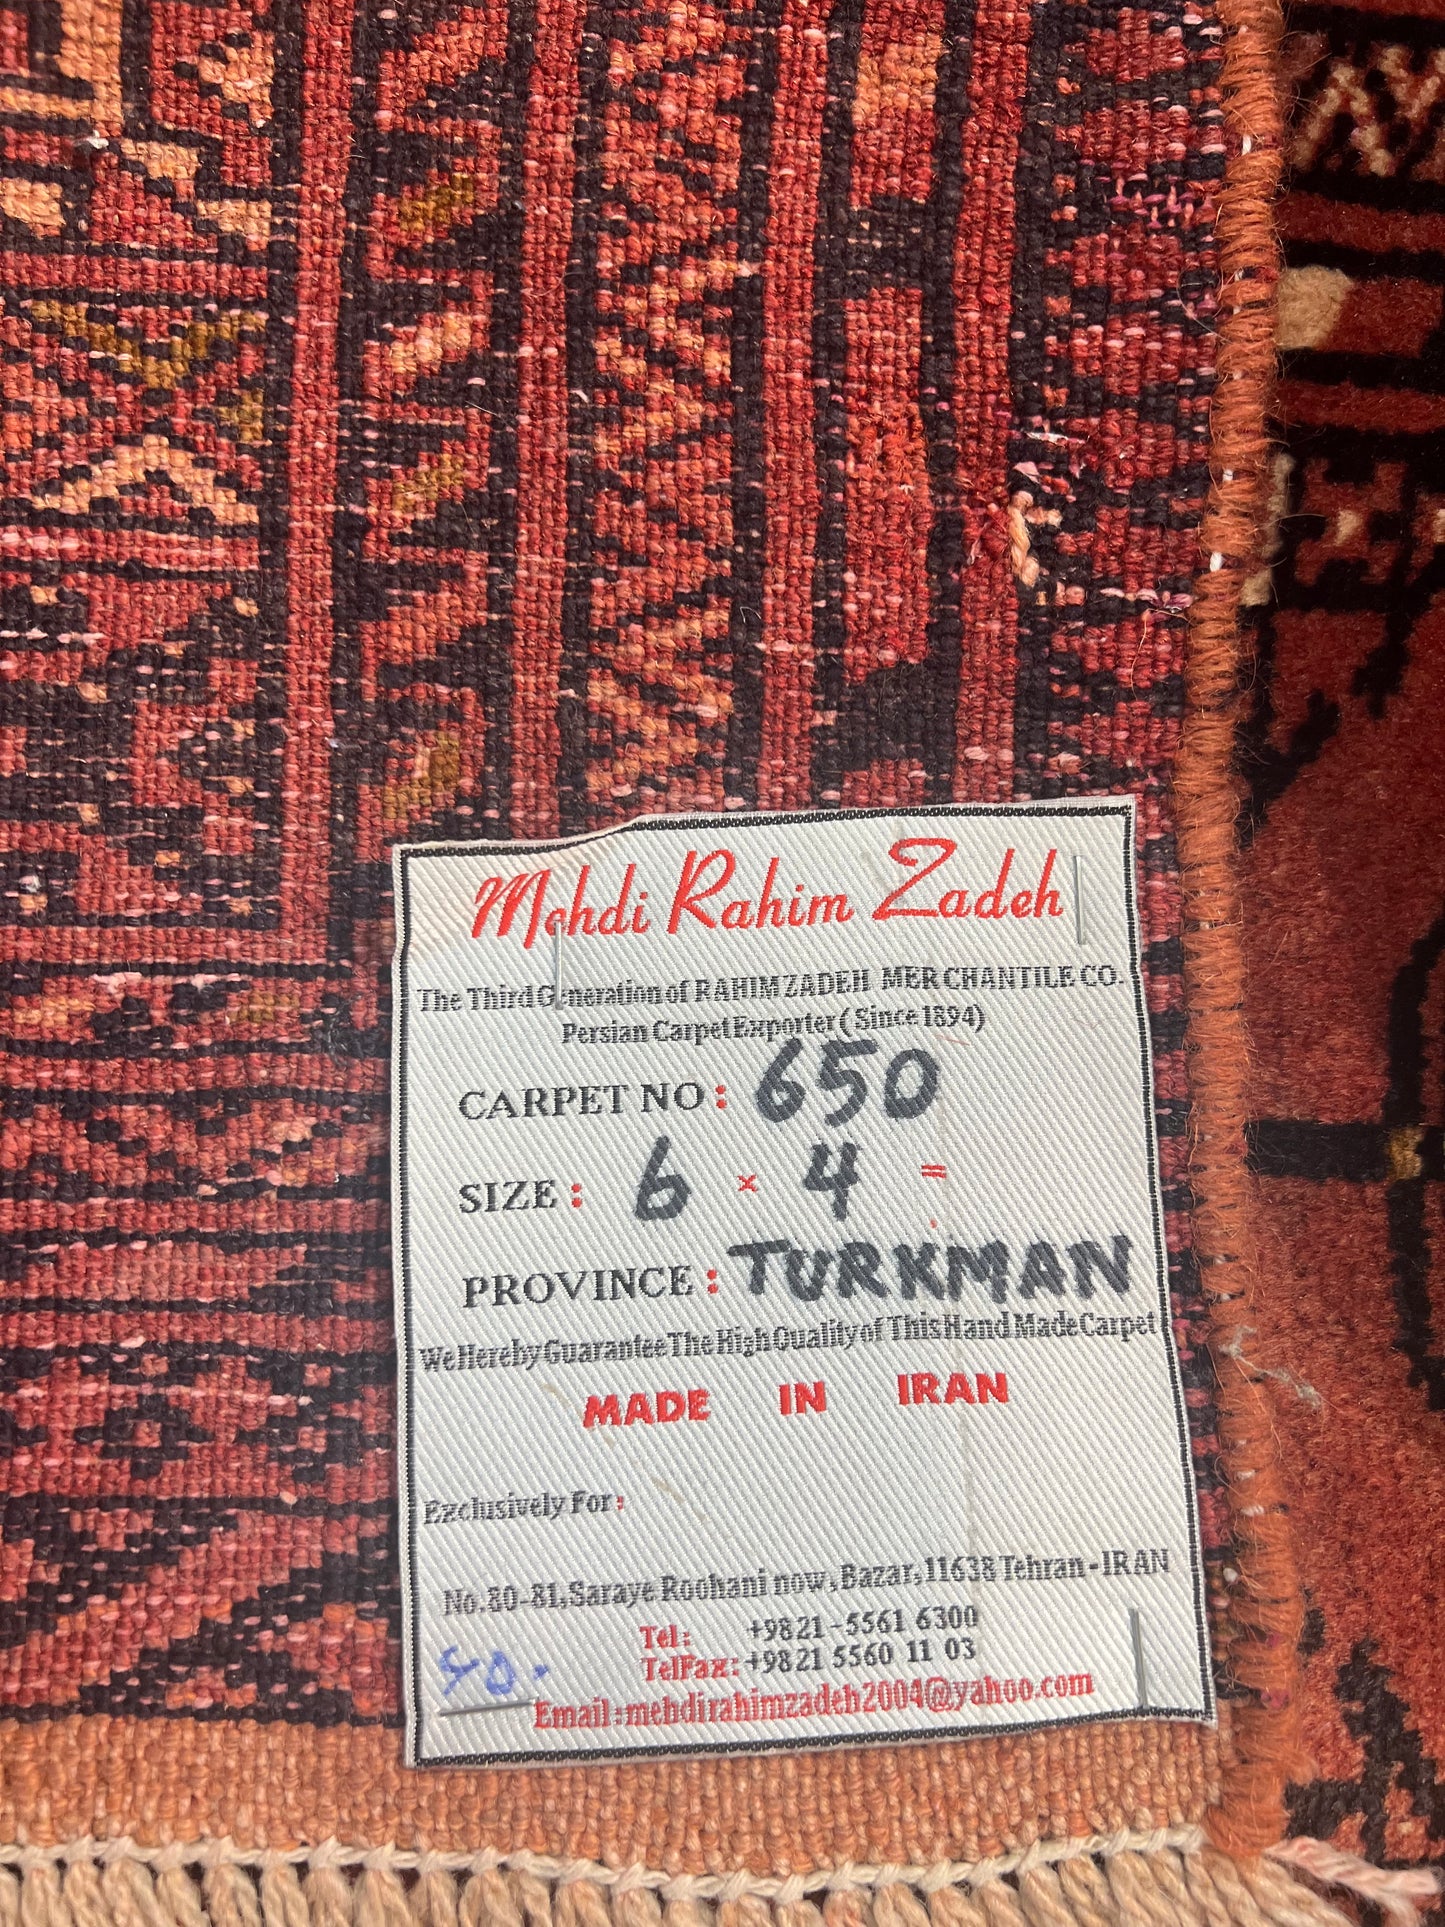 Mehdi Rahim Zadeh
The Third Generation of RAHIMZADEH MERCHANTILE CO.
Persian Carpet Exporter ( Since 1894)
CARPET NO : 650
SIZE : 6 × 4 =
PROVINCE : TURKMAN
We Hereby Guarantee The High Quality of This Hand Made Carpet
MADE IN IRAN
Exclusively For:
No.80-81,Saraye Roohani now,Bazar,11638 Tehran-IRAN
Tel: +9821-5561 6300
TelFax: +9821 5560 11 03
۶۵۰
Email:mehdirahimzadeh2004@yahoo.com